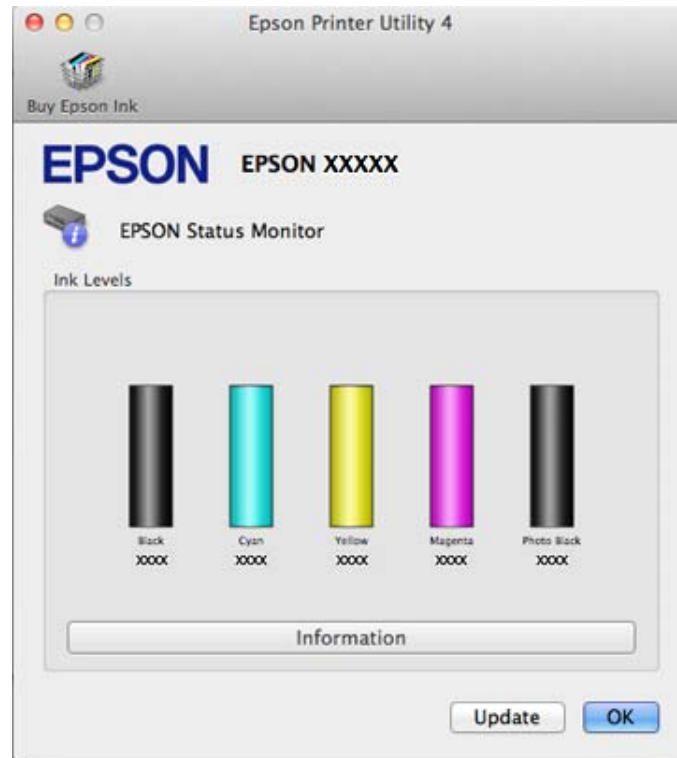 Epson Printer Utility 4
Buy Epson Ink
EPSON EPSON XXXXX
EPSON Status Monitor
Ink Levels
Black Cyan Yellow Magenta Photo Black
XXXX XXXX XXXX XXXX XXXX
Information
Update OK